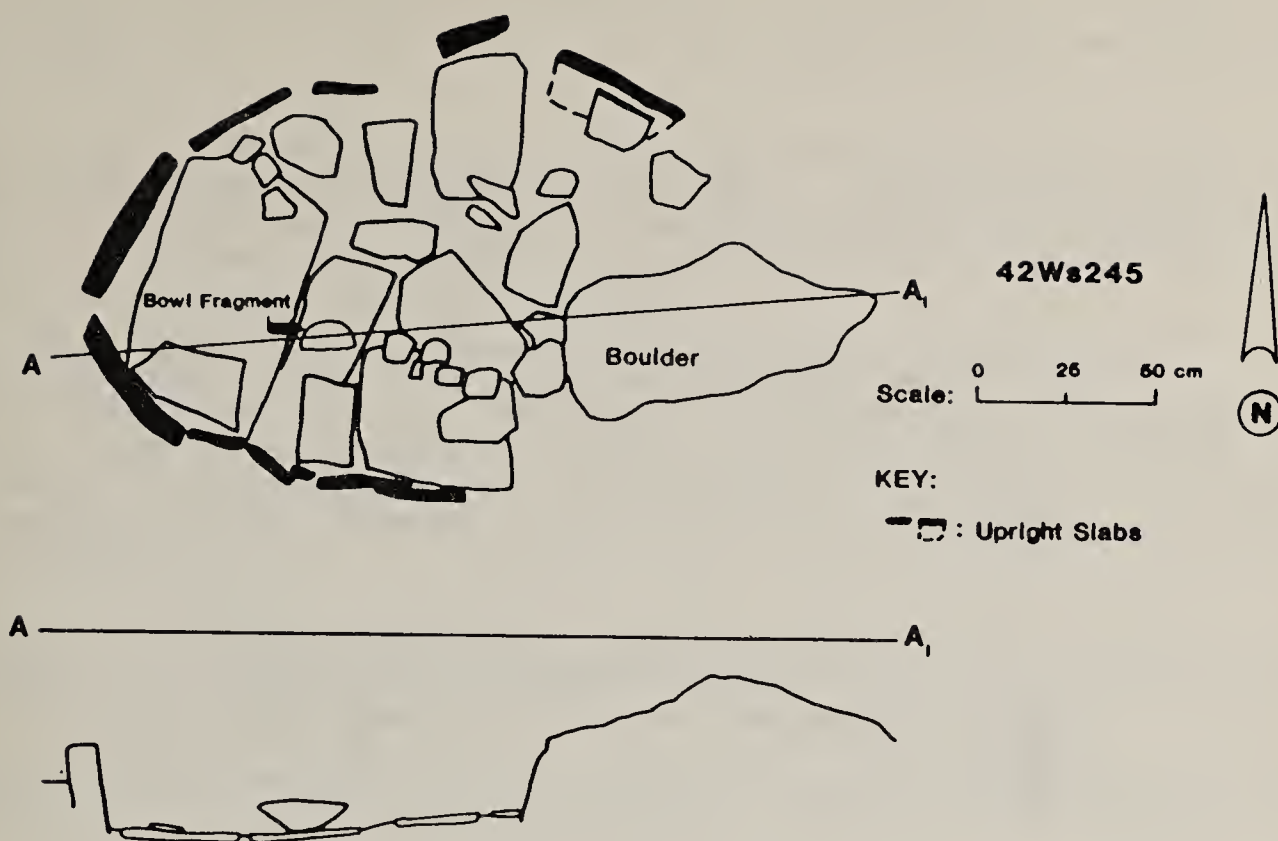 Bowl Fragment
A
A₁
Boulder
42Ws245
Scale: 0 25 50 cm
N
KEY:
: Upright Slabs
A
A₁